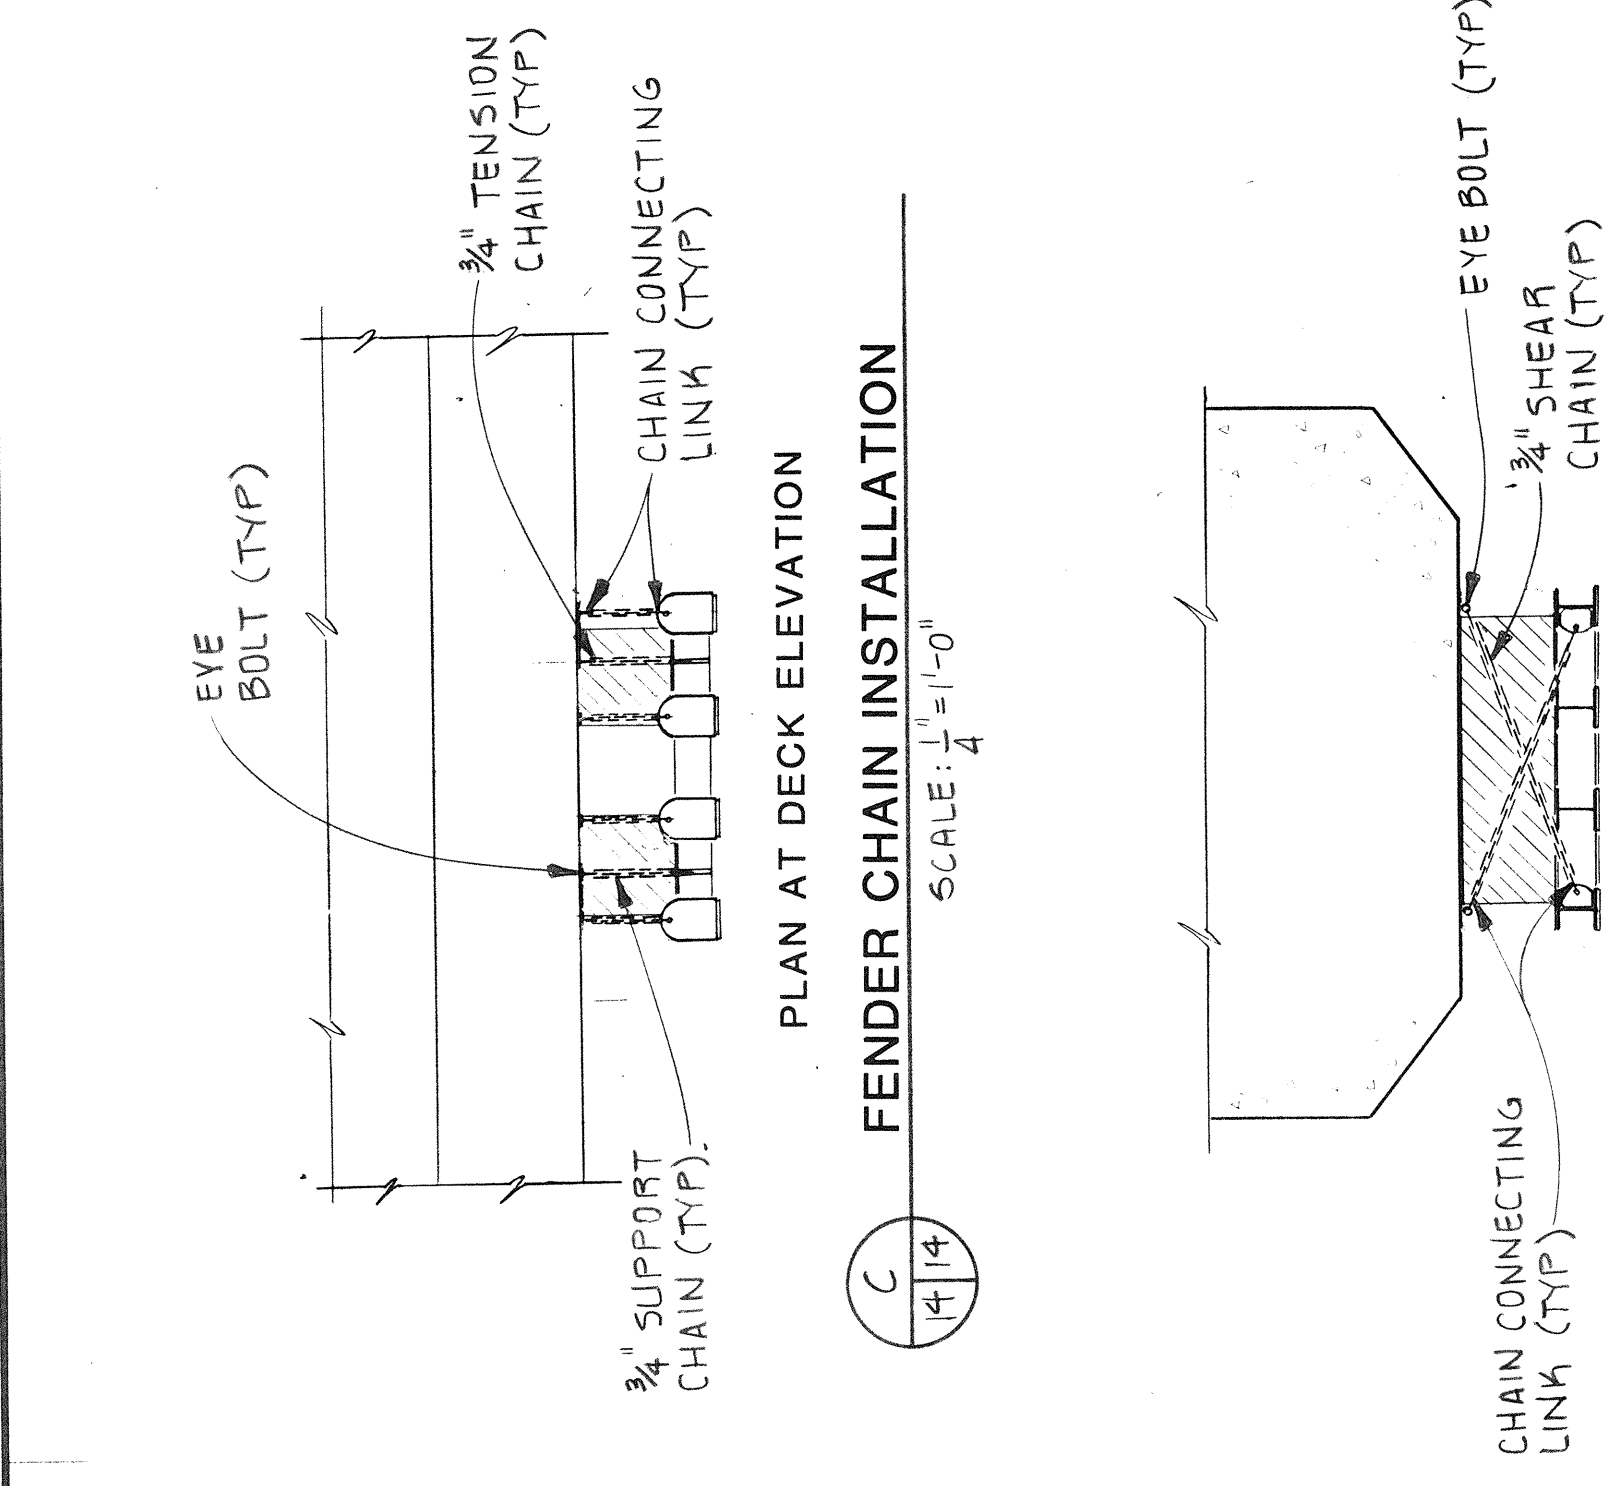 EYE
BOLT (TYP)
3/4" TENSION
CHAIN (TYP)
CHAIN CONNECTING
LINK (TYP)
3/4" SUPPORT
CHAIN (TYP).
PLAN AT DECK ELEVATION
C
14 14
FENDER CHAIN INSTALLATION
SCALE: 1/4" = 1'-0"
EYE BOLT (TYP)
3/4" SHEAR
CHAIN (TYP)
CHAIN CONNECTING
LINK (TYP)